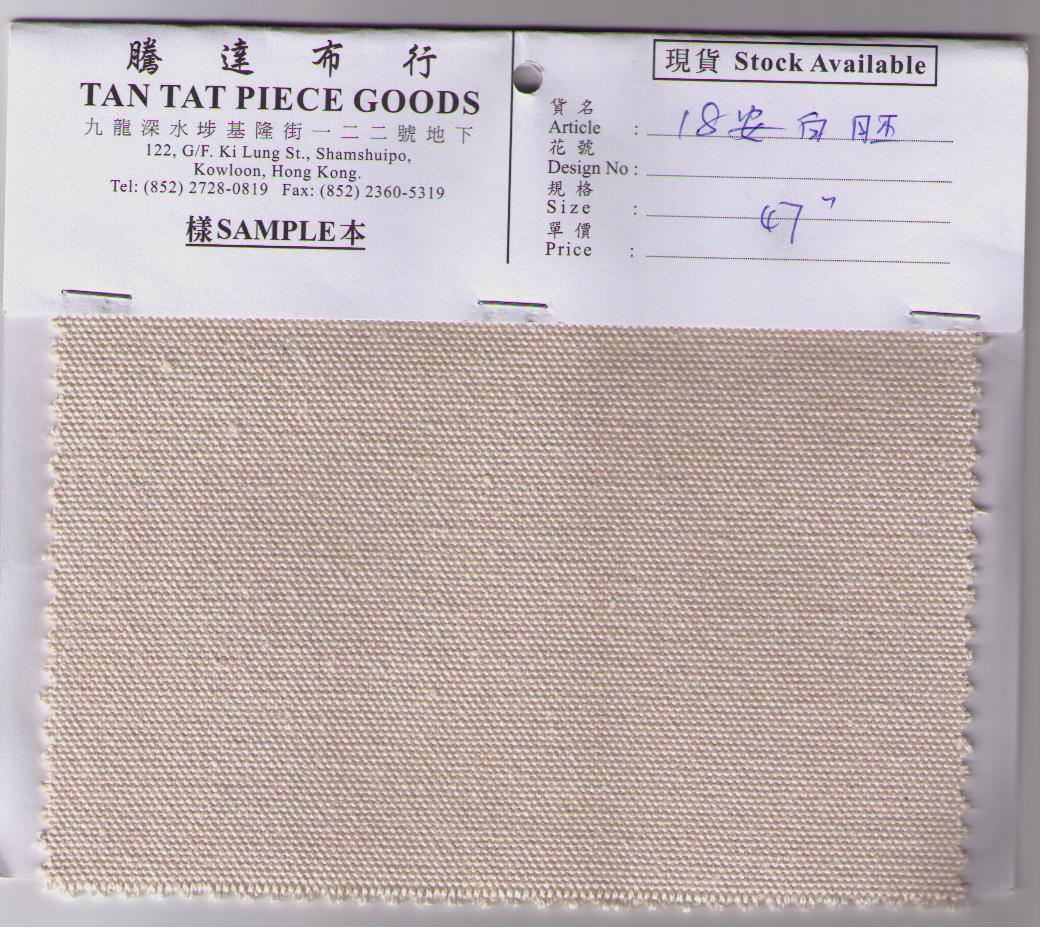 騰達布行
TAN TAT PIECE GOODS
九龍深水埗基隆街一二二號地下
122, G/F. Ki Lung St., Shamshuipo,
Kowloon, Hong Kong.
Tel: (852) 2728-0819 Fax: (852) 2360-5319
樣SAMPLE本
現貨 Stock Available
貨名
Article : 18安白胚
花號
Design No :
規格
Size : 47"
單價
Price :